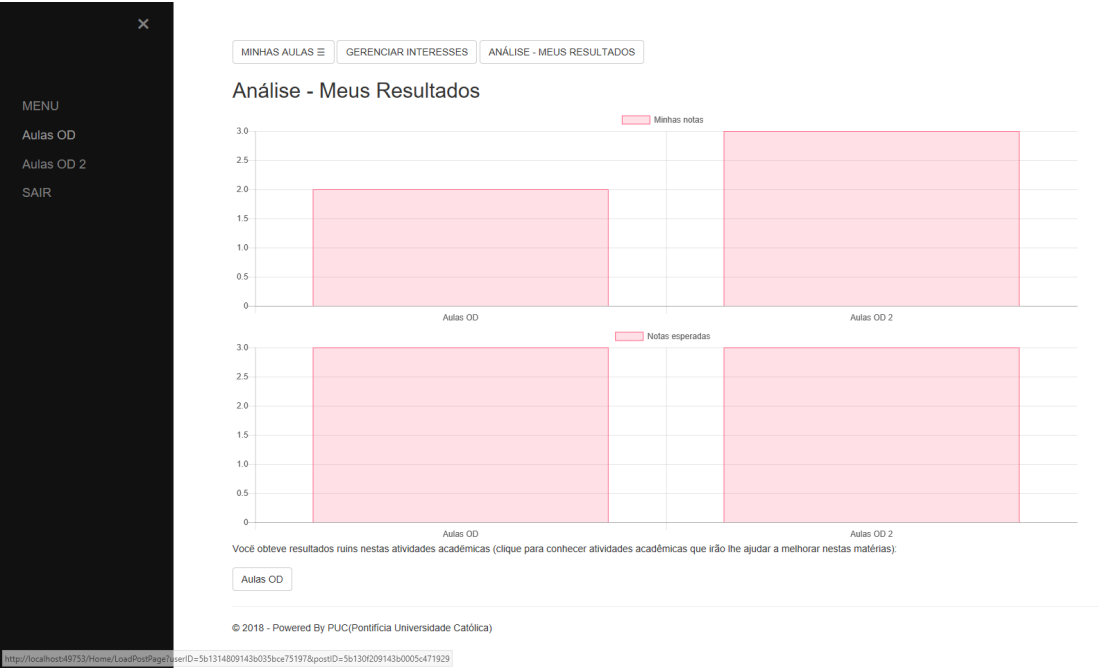 ×
MENU
Aulas OD
Aulas OD 2
SAIR
MINHAS AULAS ☰ GERENCIAR INTERESSES ANÁLISE - MEUS RESULTADOS
Análise - Meus Resultados
Minhas notas
3.0
2.5
2.0
1.5
1.0
0.5
0
Aulas OD Aulas OD 2
Notas esperadas
3.0
2.5
2.0
1.5
1.0
0.5
0
Aulas OD Aulas OD 2
Você obteve resultados ruins nestas atividades acadêmicas (clique para conhecer atividades acadêmicas que irão lhe ajudar a melhorar nestas matérias):
Aulas OD
© 2018 - Powered By PUC(Pontifícia Universidade Católica)
http://localhost:49753/Home/LoadPostPage?userID=5b1314809143b035bce75197&postID=5b130f209143b0005c471929